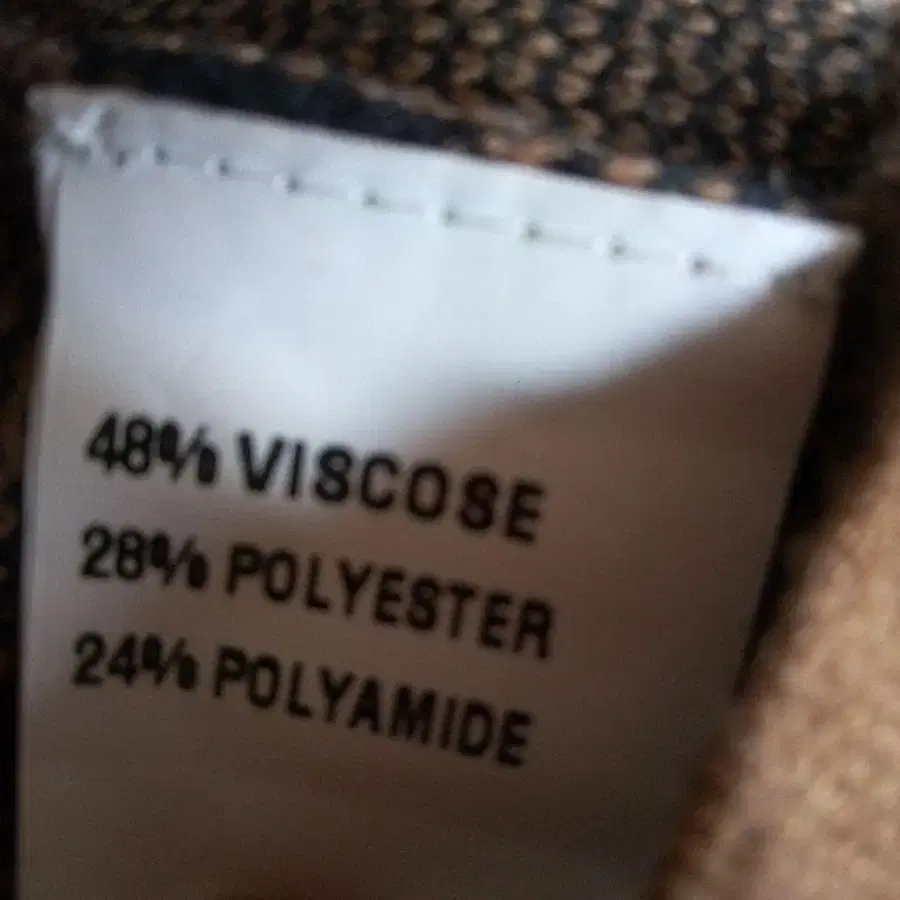 48% VISCOSE
28% POLYESTER
24% POLYAMIDE